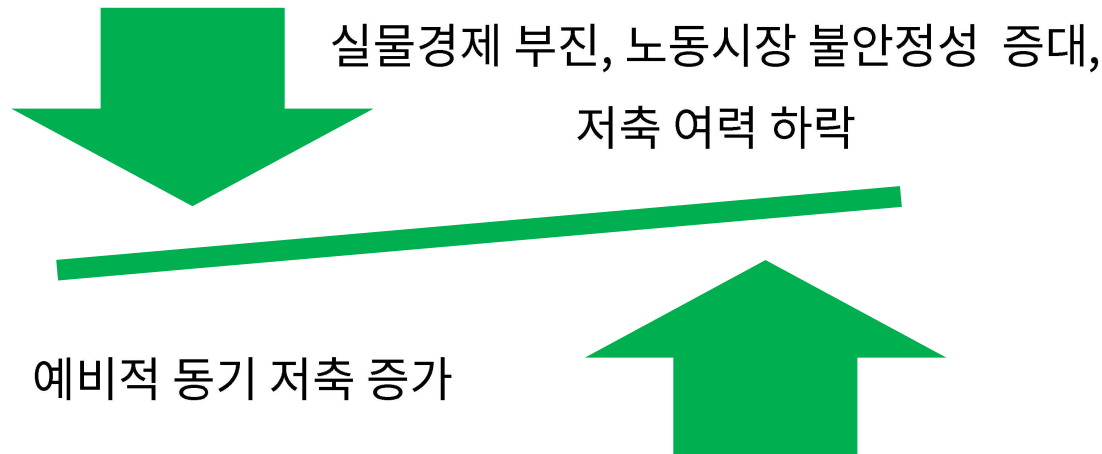 실물경제 부진, 노동시장 불안정성 증대,
저축 여력 하락
예비적 동기 저축 증가